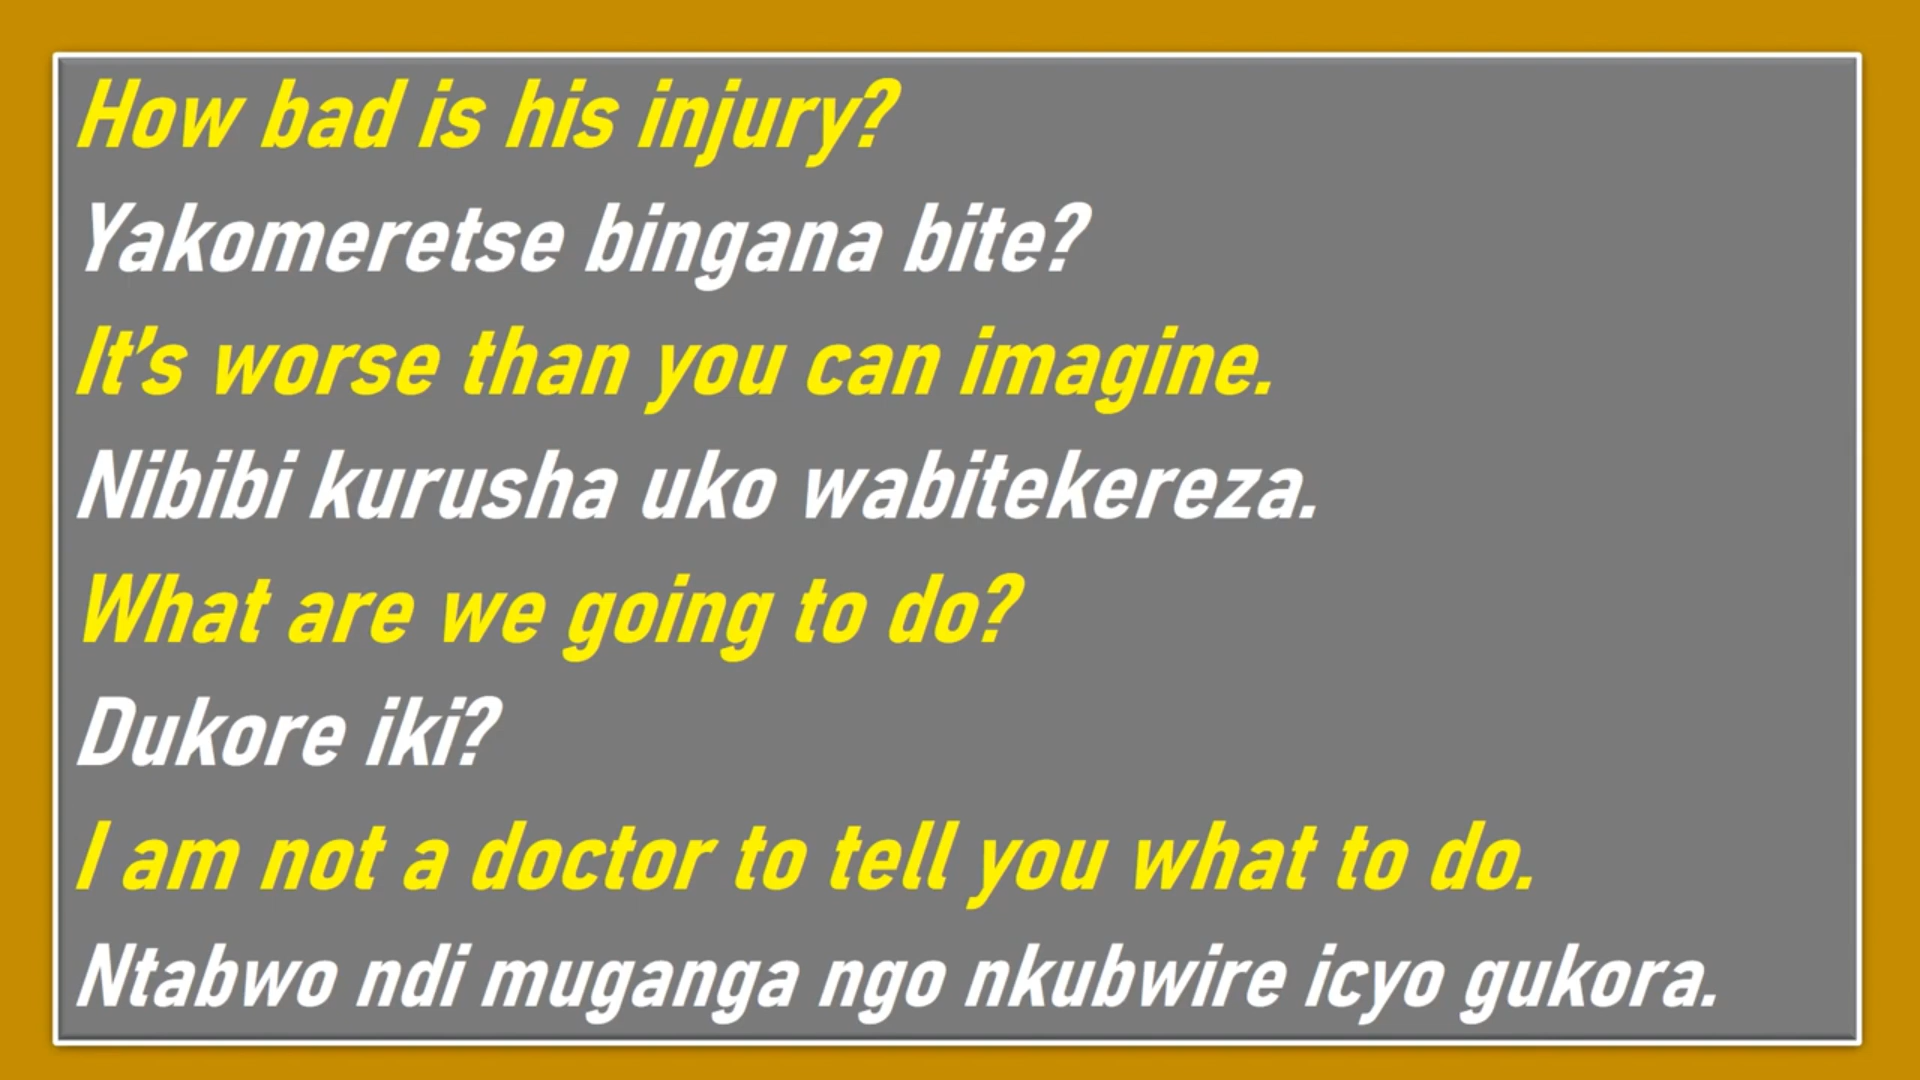 How bad is his injury?
Yakomeretse bingana bite?
It's worse than you can imagine.
Nibibi kurusha uko wabitekereza.
What are we going to do?
Dukore iki?
I am not a doctor to tell you what to do.
Ntabwo ndi muganga ngo nkubwire icyo gukora.